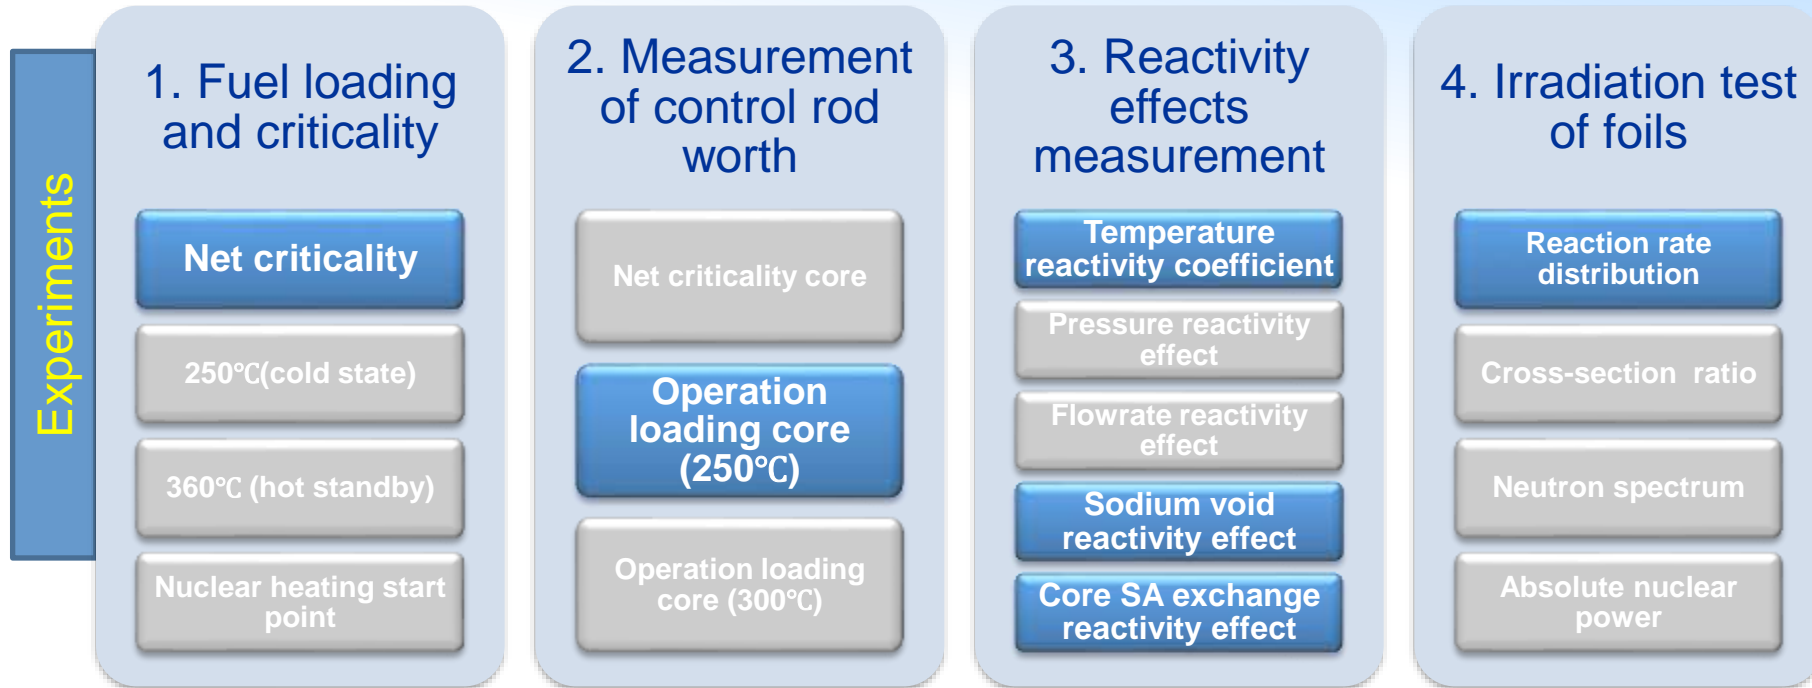 Experiments
1. Fuel loading
and criticality
Net criticality
250℃(cold state)
360℃ (hot standby)
Nuclear heating start
point
2. Measurement
of control rod
worth
Net criticality core
Operation
loading core
(250℃)
Operation loading
core (300℃)
3. Reactivity
effects
measurement
Temperature
reactivity coefficient
Pressure reactivity
effect
Flowrate reactivity
effect
Sodium void
reactivity effect
Core SA exchange
reactivity effect
4. Irradiation test
of foils
Reaction rate
distribution
Cross-section ratio
Neutron spectrum
Absolute nuclear
power